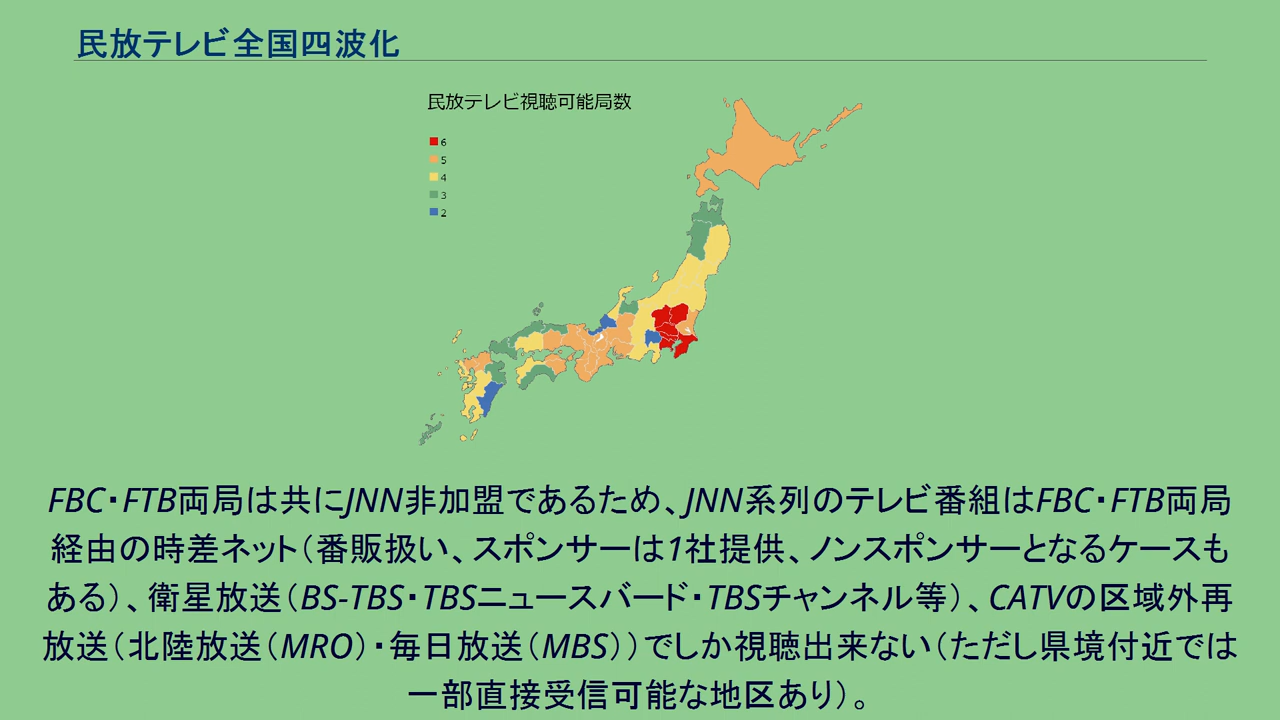 民放テレビ全国四波化
民放テレビ視聴可能局数
6
5
4
3
2
FBC・FTB両局は共にJNN非加盟であるため、JNN系列のテレビ番組はFBC・FTB両局
経由の時差ネット（番販扱い、スポンサーは1社提供、ノンスポンサーとなるケースも
ある）、衛星放送（BS-TBS・TBSニュースバード・TBSチャンネル等）、CATVの区域外再
放送（北陸放送（MRO）・毎日放送（MBS））でしか視聴出来ない（ただし県境付近では
一部直接受信可能な地区あり）。